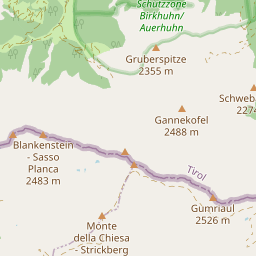 Schutzzone
Birkhuhn/
Auerhuhn
Gruberspitze
2355 m
Gannekofel
2488 m
Schweb
2274
Blankenstein
- Sasso
Planca
2483 m
Tirol
Gumriaul
2526 m
Monte
della Chiesa
- Strickberg